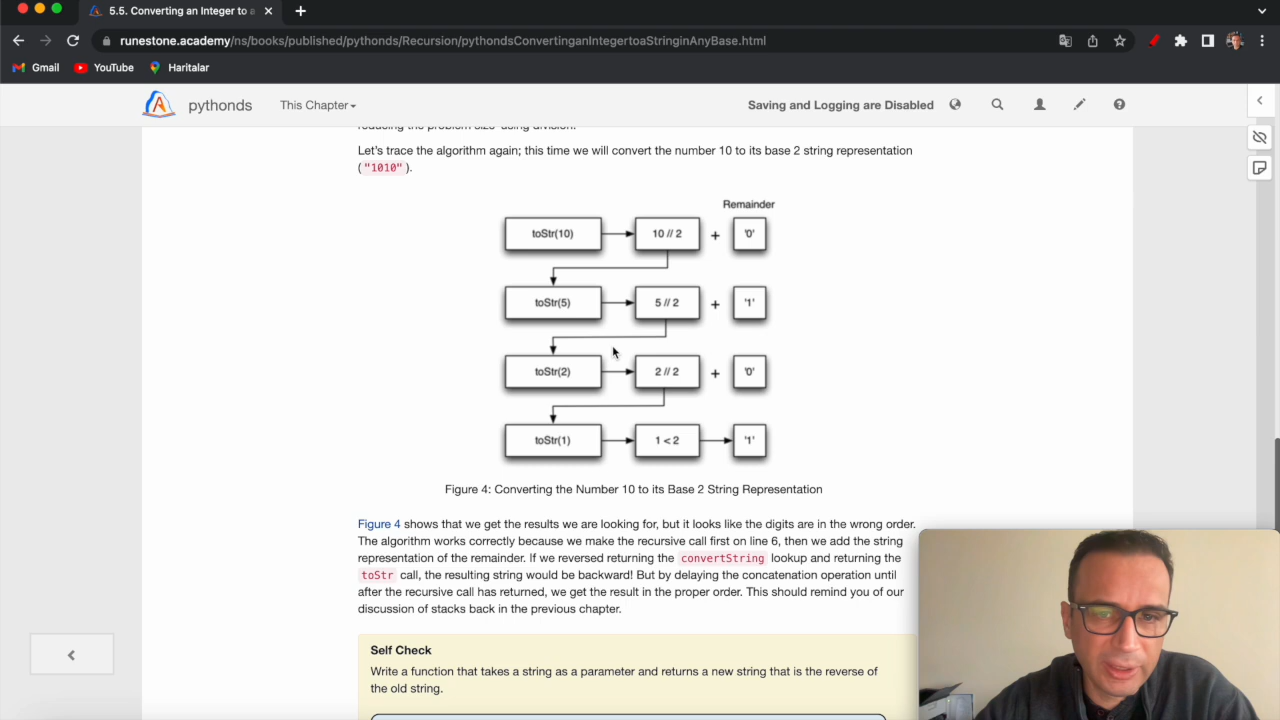 5.5. Converting an Integer to a
runestone.academy/ns/books/published/pythonds/Recursion/pythondsConvertinganIntegertoaStringinAnyBase.html
Gmail YouTube Haritalar
pythonds This Chapter Saving and Logging are Disabled
reducing the problem size using division.
Let's trace the algorithm again; this time we will convert the number 10 to its base 2 string representation
("1010").
Remainder
toStr(10) 10 // 2 + '0'
toStr(5) 5 // 2 + '1'
toStr(2) 2 // 2 + '0'
toStr(1) 1 < 2 '1'
Figure 4: Converting the Number 10 to its Base 2 String Representation
Figure 4 shows that we get the results we are looking for, but it looks like the digits are in the wrong order.
The algorithm works correctly because we make the recursive call first on line 6, then we add the string
representation of the remainder. If we reversed returning the convertString lookup and returning the
toStr call, the resulting string would be backward! But by delaying the concatenation operation until
after the recursive call has returned, we get the result in the proper order. This should remind you of our
discussion of stacks back in the previous chapter.
Self Check
Write a function that takes a string as a parameter and returns a new string that is the reverse of
the old string.